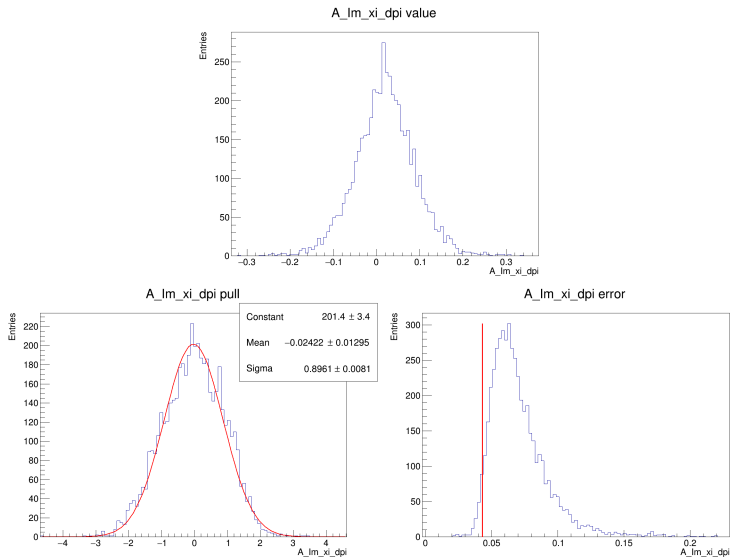 A_Im_xi_dpi value
Entries
250
200
150
100
50
0
−0.3 −0.2 −0.1 0 0.1 0.2 0.3
A_Im_xi_dpi
A_Im_xi_dpi pull
Entries
220
200
180
160
140
120
100
80
60
40
20
0
−4 −3 −2 −1 0 1 2 3 4
A_Im_xi_dpi
Constant 201.4 ± 3.4
Mean −0.02422 ± 0.01295
Sigma 0.8961 ± 0.0081
A_Im_xi_dpi error
Entries
300
250
200
150
100
50
0
0 0.05 0.1 0.15 0.2
A_Im_xi_dpi